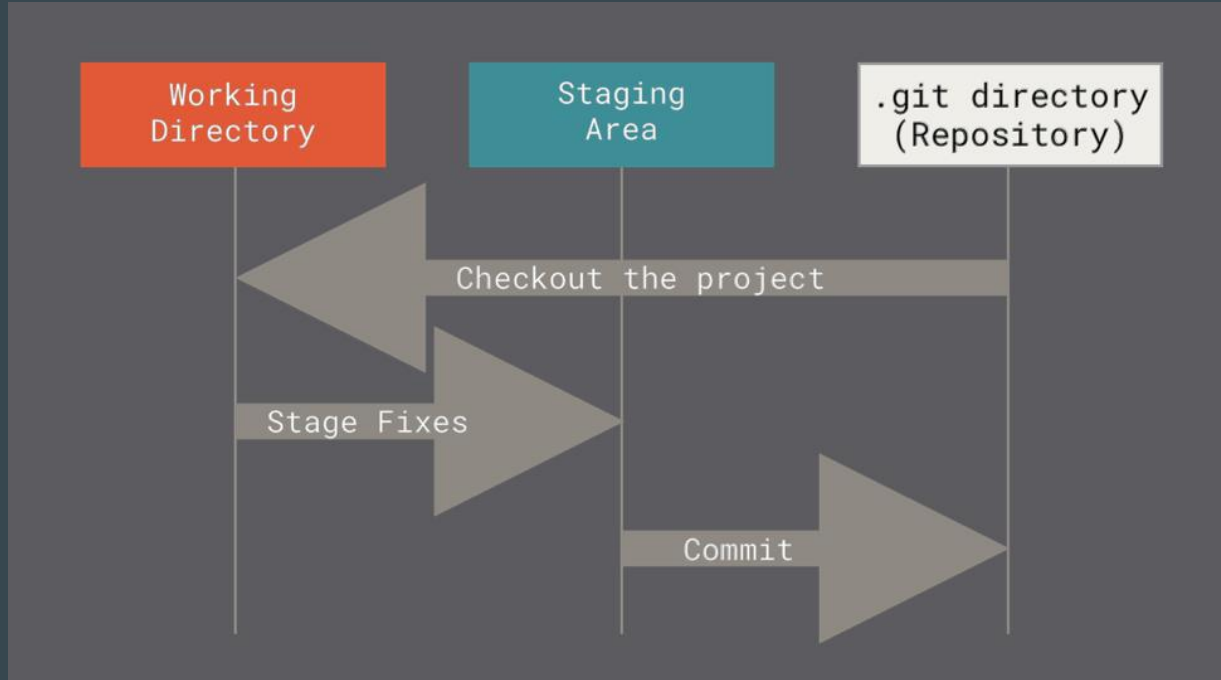 Working
Directory
Staging
Area
.git directory
(Repository)
Checkout the project
Stage Fixes
Commit